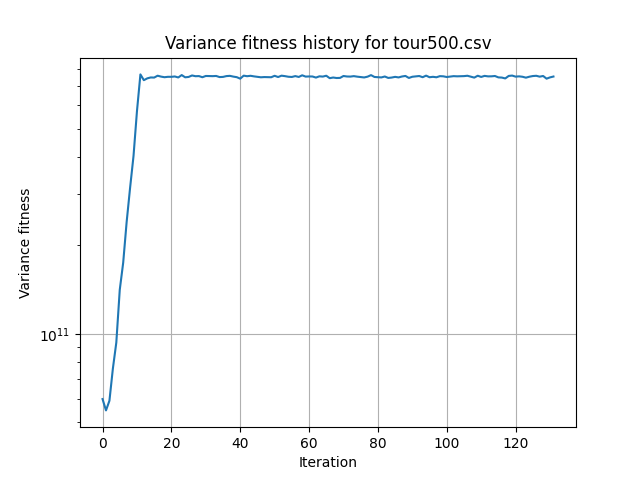 Variance fitness history for tour500.csv
Variance fitness
10¹¹
0 20 40 60 80 100 120
Iteration